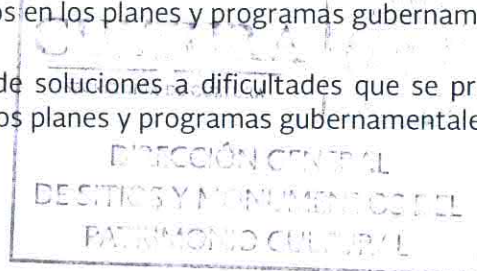 os en los planes y programas gubernam
de soluciones a dificultades que se pr
os planes y programas gubernamentale
DIRECCIÓN CENTRAL
DE SITIOS Y MONUMENTOS DEL
PATRIMONIO CULTURAL